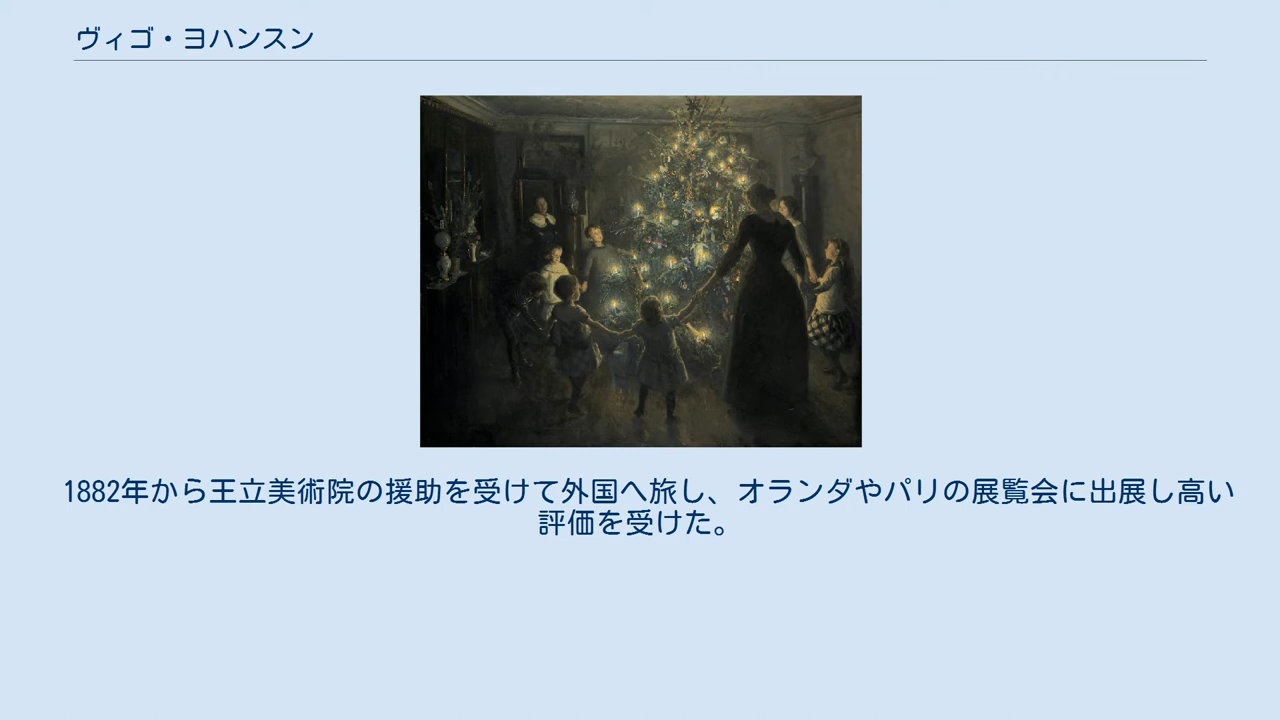 ヴィゴ・ヨハンスン
1882年から王立美術院の援助を受けて外国へ旅し、オランダやパリの展覧会に出展し高い
評価を受けた。